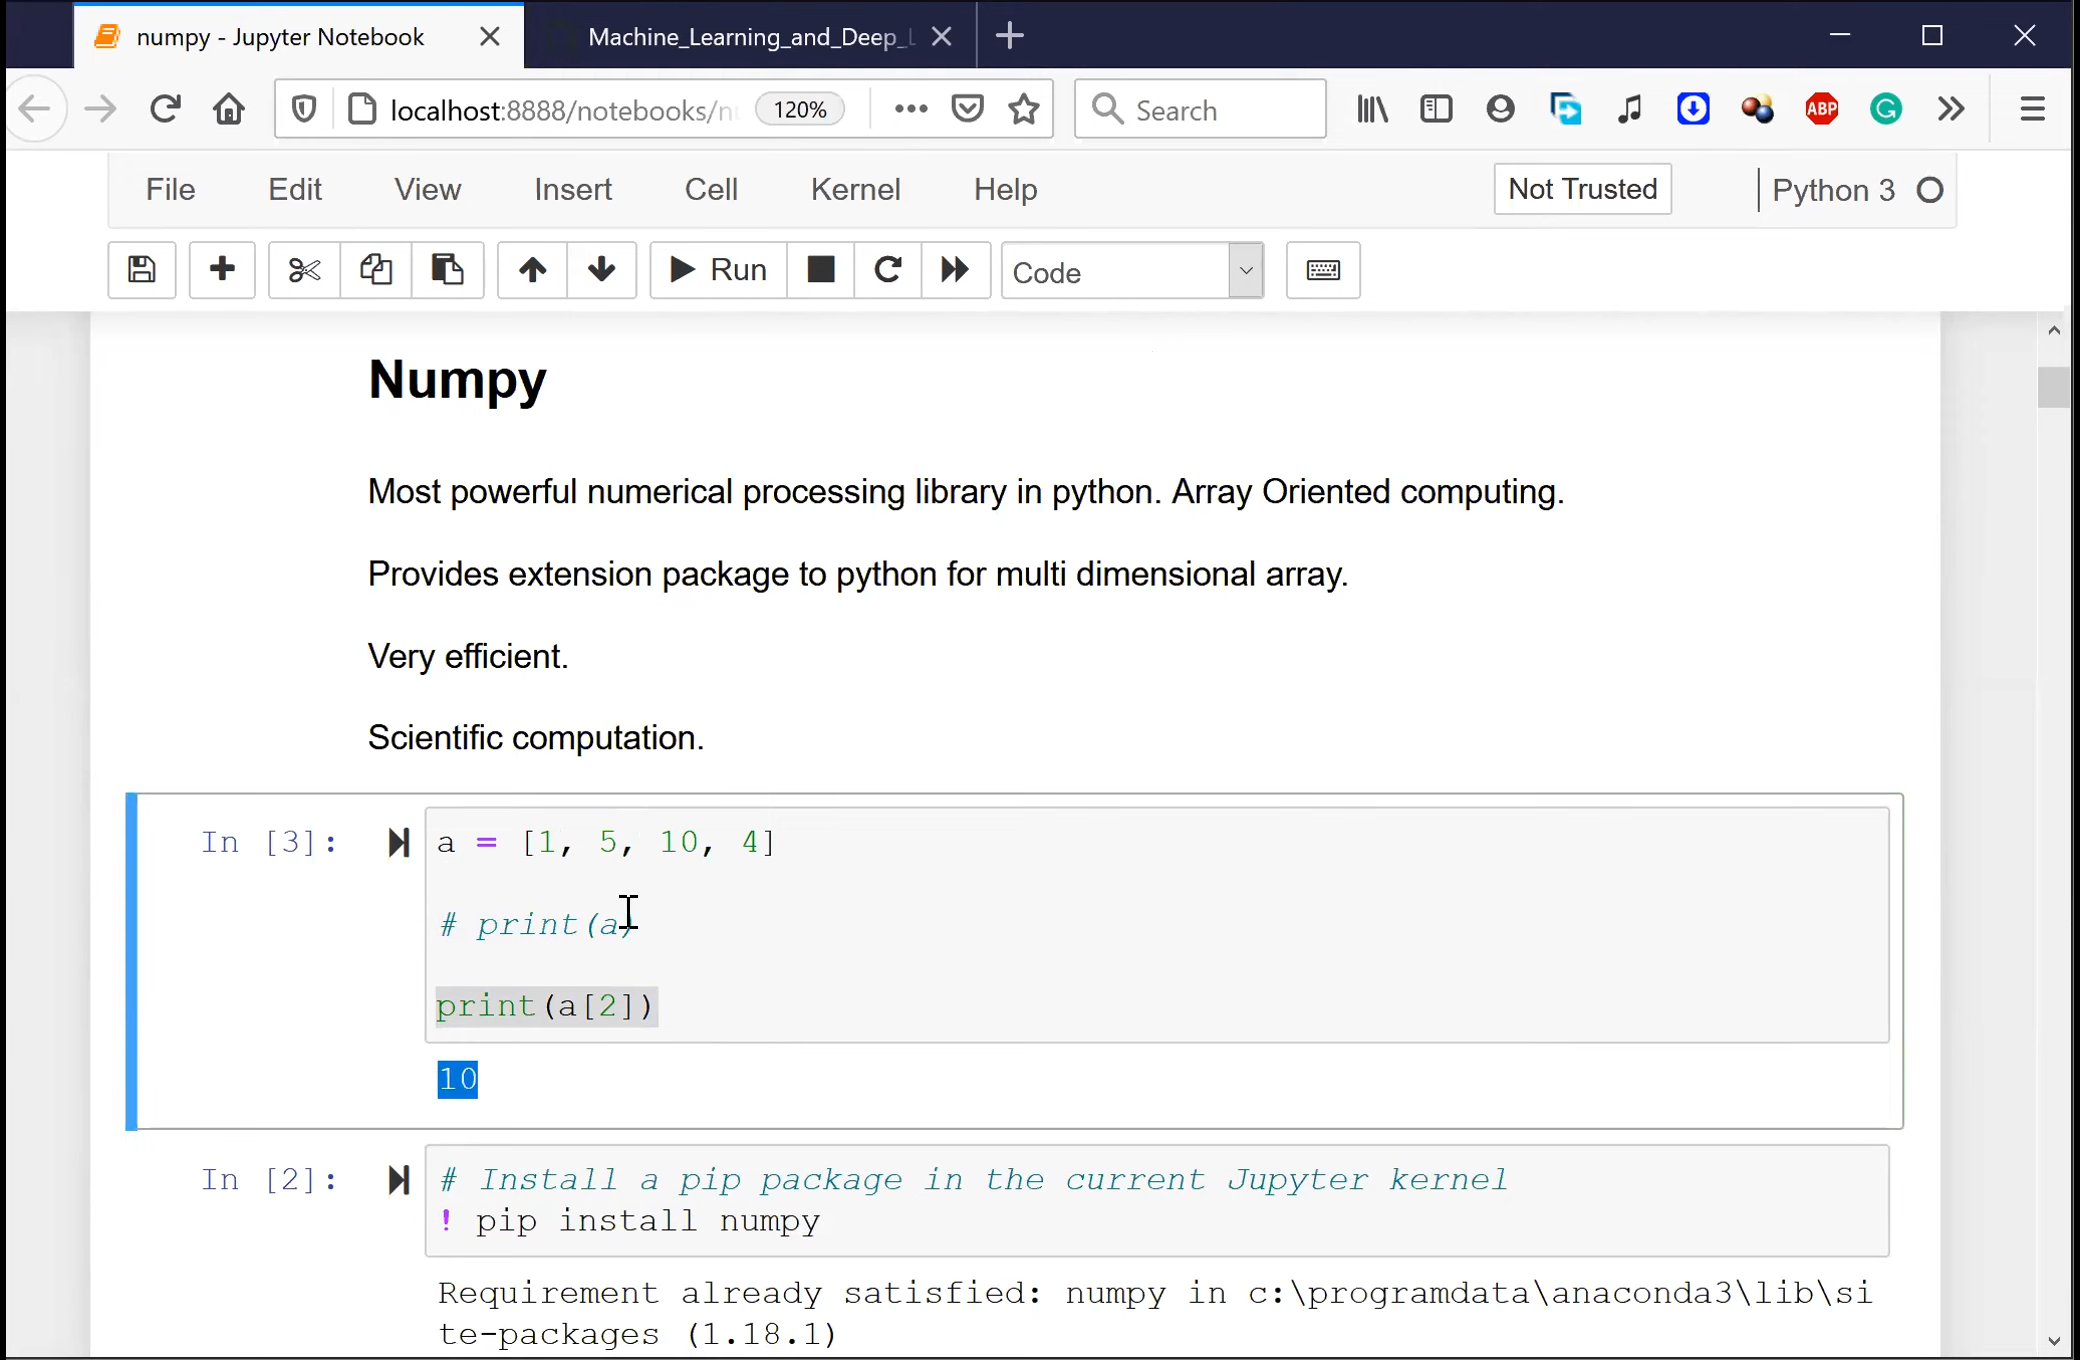 numpy - Jupyter Notebook
Machine_Learning_and_Deep_L
localhost:8888/notebooks/n
120%
Search
ABP
File Edit View Insert Cell Kernel Help
Not Trusted
Python 3
Run
Code
Numpy
Most powerful numerical processing library in python. Array Oriented computing.
Provides extension package to python for multi dimensional array.
Very efficient.
Scientific computation.
In [3]:
a = [1, 5, 10, 4]
# print(a)
print(a[2])
10
In [2]:
# Install a pip package in the current Jupyter kernel
! pip install numpy
Requirement already satisfied: numpy in c:\programdata\anaconda3\lib\si
te-packages (1.18.1)